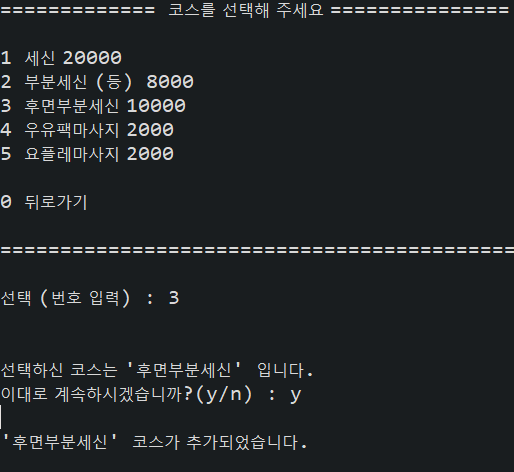 ============= 코스를 선택해 주세요 ===============
1 세신 20000
2 부분세신 (등) 8000
3 후면부분세신 10000
4 우유팩마사지 2000
5 요플레마사지 2000
0 뒤로가기
===========================================
선택 (번호 입력) : 3
선택하신 코스는 '후면부분세신' 입니다.
이대로 계속하시겠습니까?(y/n) : y
'후면부분세신' 코스가 추가되었습니다.